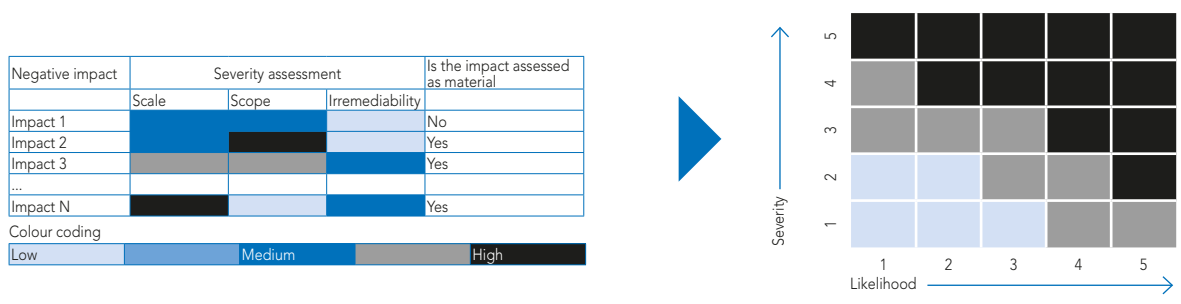 Negative impact Severity assessment Is the impact assessed
as material
Scale Scope Irremediability
Impact 1 No
Impact 2 Yes
Impact 3 Yes
...
Impact N Yes
Colour coding
Low Medium High
Severity
5
4
3
2
1
1 2 3 4 5
Likelihood